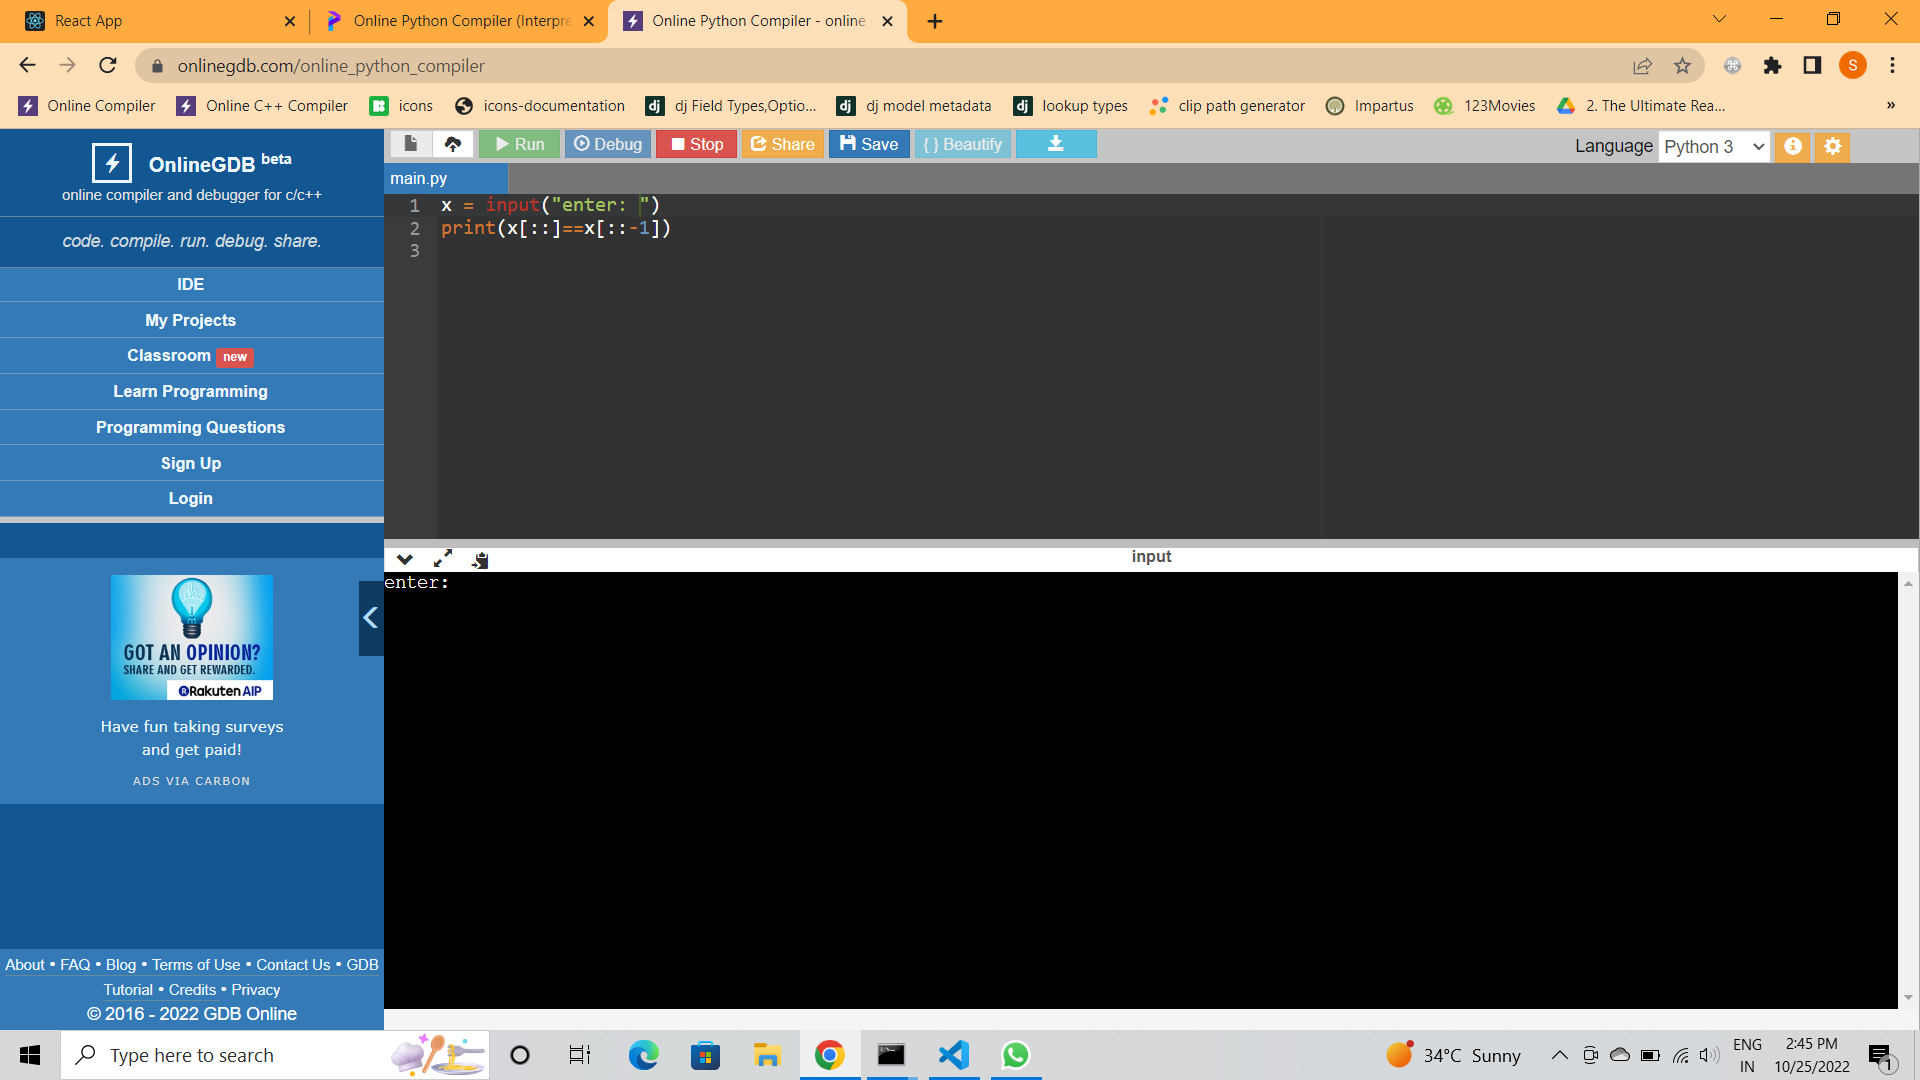 React App
Online Python Compiler (Interpre
Online Python Compiler - online
onlinegdb.com/online_python_compiler
S
Online Compiler
Online C++ Compiler
icons
icons-documentation
dj dj Field Types,Optio...
dj dj model metadata
dj lookup types
clip path generator
Impartus
123Movies
2. The Ultimate Rea...
»
OnlineGDB beta
online compiler and debugger for c/c++
code. compile. run. debug. share.
IDE
My Projects
Classroom new
Learn Programming
Programming Questions
Sign Up
Login
idea
GOT AN OPINION?
SHARE AND GET REWARDED.
Rakuten AIP
Have fun taking surveys
and get paid!
ADS VIA CARBON
About • FAQ • Blog • Terms of Use • Contact Us • GDB
Tutorial • Credits • Privacy
© 2016 - 2022 GDB Online
Run
Debug
Stop
Share
Save
{ } Beautify
Language Python 3
main.py
1 x = input("enter: ")
2 print(x[::]==x[::-1])
3
input
enter:
Type here to search
34°C Sunny
ENG
IN
2:45 PM
10/25/2022
1